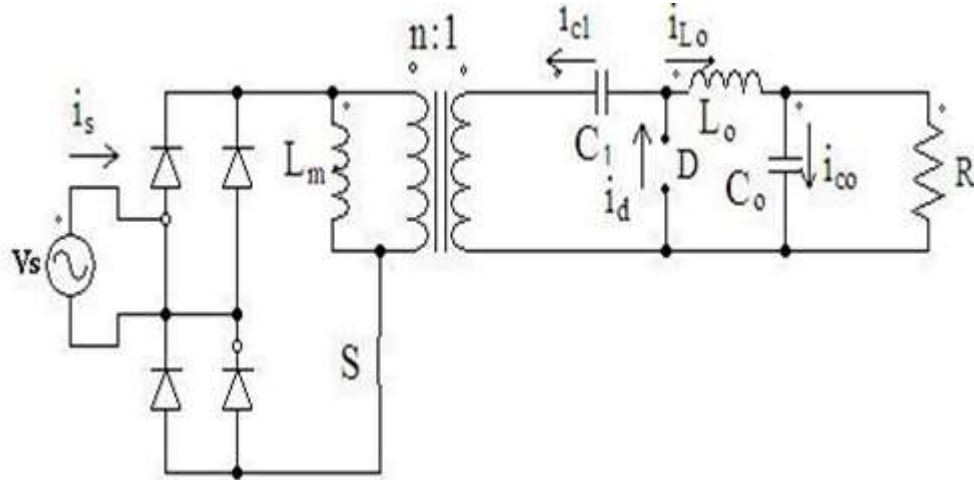 n:1
i_c1
i_Lo
i_s
L_m
C_1
L_o
i_d
D
C_o
i_co
R
Vs
S